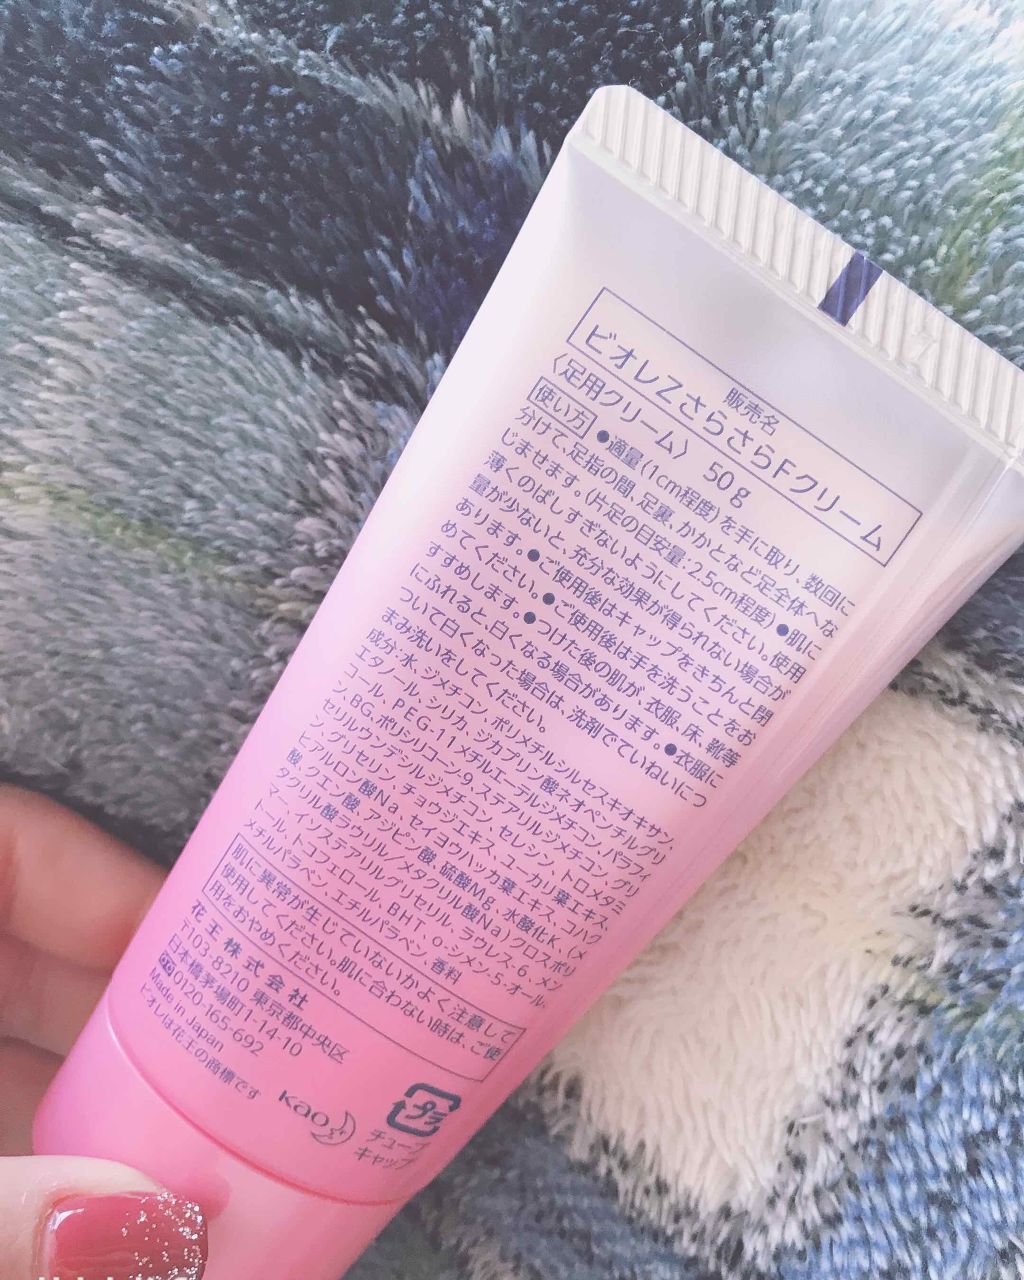 販売名
ビオレZさらさらFクリーム
〈足用クリーム〉 50g
使い方 ●適量(1cm程度)を手に取り、数回に
分けて、足指の間、足裏、かかとなど足全体へな
じませます。(片足の目安量:2.5cm程度) ●肌に
薄くのばしすぎないようにしてください。使用
量が少ないと、充分な効果が得られない場合が
あります。●ご使用後はキャップをきちんと閉
めてください。●ご使用後は手を洗うことをお
すすめします。●つけた後の肌が、衣服、床、靴等
にふれると、白くなる場合があります。●衣服に
ついて白くなった場合は、洗剤でていねいにつ
まみ洗いをしてください。
成分:水、ジメチコン、ポリメチルシルセスキオキサン、
エタノール、シリカ、ジカプリン酸ネオペンチルグリ
コール、PEG-11メチルエーテルジメチコン、パラフィ
ン、BG、ポリシリコーン-9、ステアリルジメチコン、グリ
セリルウンデシルジメチコン、セレシン、トロメタミ
ン、グリセリン、チョウジエキス、ユーカリ葉エキス、
ヒアルロン酸Na、セイヨウハッカ葉エキス、コハク
酸、クエン酸、アジピン酸、硫酸Mg、水酸化K、(メ
タクリル酸ラウリル/メタクリル酸Na)クロスポリ
マー、イソステアリルグリセリル、ラウレス-6、メン
トール、トコフェロール、BHT、o-シメン-5-オール、
メチルパラベン、エチルパラベン、香料
肌に異常が生じていないかよく注意して
使用してください。肌に合わない時は、ご使
用をおやめください。
花王株式会社
〒103-8210 東京都中央区
日本橋茅場町1-14-10
0120-165-692
Made in Japan
ビオレは花王の商標です
Kao
プラ
チューブ
キャップ